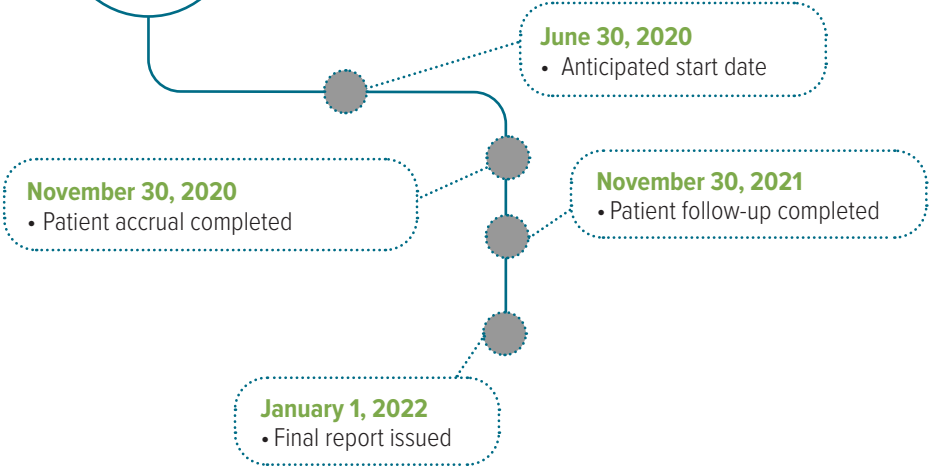 June 30, 2020
• Anticipated start date
November 30, 2020
• Patient accrual completed
November 30, 2021
• Patient follow-up completed
January 1, 2022
• Final report issued